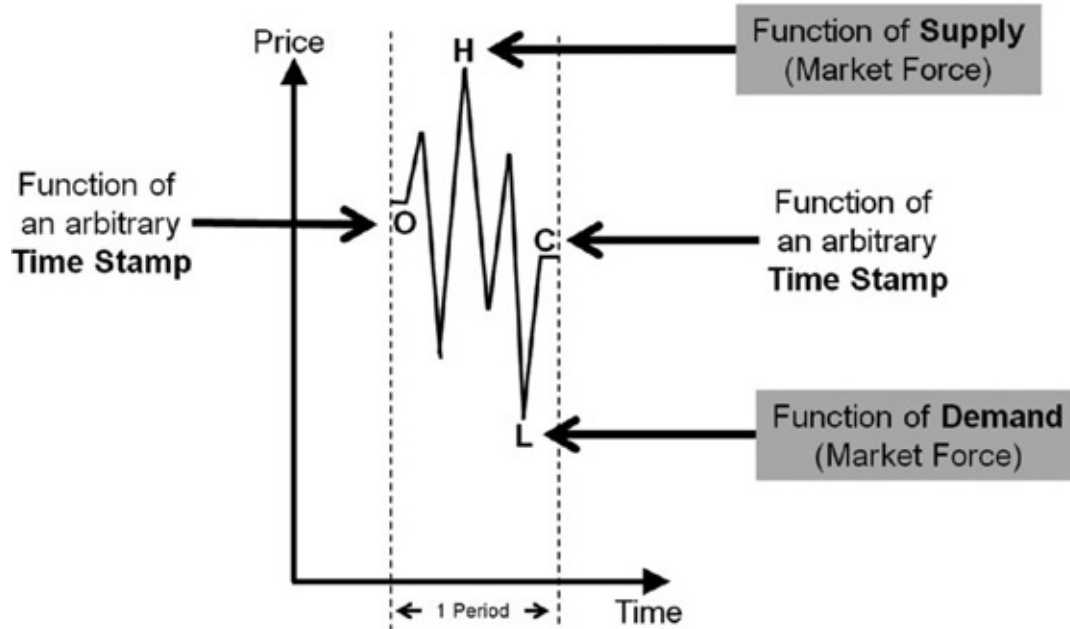 Price
H
Function of Supply
(Market Force)
Function of
an arbitrary
Time Stamp
O
C
Function of
an arbitrary
Time Stamp
L
Function of Demand
(Market Force)
1 Period
Time